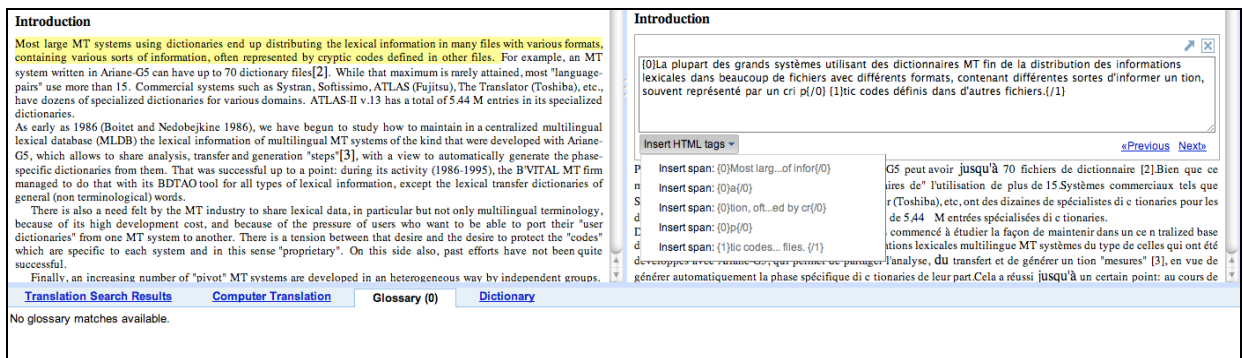 Introduction
Most large MT systems using dictionaries end up distributing the lexical information in many files with various formats,
containing various sorts of information, often represented by cryptic codes defined in other files. For example, an MT
system written in Ariane-G5 can have up to 70 dictionary files[2]. While that maximum is rarely attained, most "language-
pairs" use more than 15. Commercial systems such as Systran, Softissimo, ATLAS (Fujitsu), The Translator (Toshiba), etc.,
have dozens of specialized dictionaries for various domains. ATLAS-II v.13 has a total of 5.44 M entries in its specialized
dictionaries.
As early as 1986 (Boitet and Nedobejkine 1986), we have begun to study how to maintain in a centralized multilingual
lexical database (MLDB) the lexical information of multilingual MT systems of the kind that were developed with Ariane-
G5, which allows to share analysis, transfer and generation "steps"[3], with a view to automatically generate the phase-
specific dictionaries from them. That was successful up to a point: during its activity (1986-1995), the B'VITAL MT firm
managed to do that with its BDTAO tool for all types of lexical information, except the lexical transfer dictionaries of
general (non terminological) words.
There is also a need felt by the MT industry to share lexical data, in particular but not only multilingual terminology,
because of its high development cost, and because of the pressure of users who want to be able to port their "user
dictionaries" from one MT system to another. There is a tension between that desire and the desire to protect the "codes"
which are specific to each system and in this sense "proprietary". On this side also, past efforts have not been quite
successful.
Finally, an increasing number of "pivot" MT systems are developed in an heterogeneous way by independent groups.
Introduction
{0}La plupart des grands systèmes utilisant des dictionnaires MT fin de la distribution des informations
lexicales dans beaucoup de fichiers avec différents formats, contenant différentes sortes d'informer un tion,
souvent représenté par un cri p{/0} {1}tic codes définis dans d'autres fichiers.{/1}
Insert HTML tags
«Previous Next»
Insert span: {0}Most larg...of infor{/0}
Insert span: {0}a{/0}
Insert span: {0}tion, oft...ed by cr{/0}
Insert span: {0}p{/0}
Insert span: {1}tic codes... files. {/1}
G5 peut avoir jusqu'à 70 fichiers de dictionnaire [2].Bien que ce
ires de" l'utilisation de plus de 15.Systèmes commerciaux tels que
r (Toshiba), etc, ont des dizaines de spécialistes di c tionaries pour les
de 5,44 M entrées spécialisées di c tionaries.
commencé à étudier la façon de maintenir dans un ce n tralized base
tions lexicales multilingue MT systèmes du type de celles qui ont été
développés avec Ariane-G5, qui permet de partager l'analyse, du transfert et de générer un tion "mesures" [3], en vue de
générer automatiquement la phase spécifique di c tionaries de leur part.Cela a réussi jusqu'à un certain point: au cours de
Translation Search Results Computer Translation Glossary (0) Dictionary
No glossary matches available.